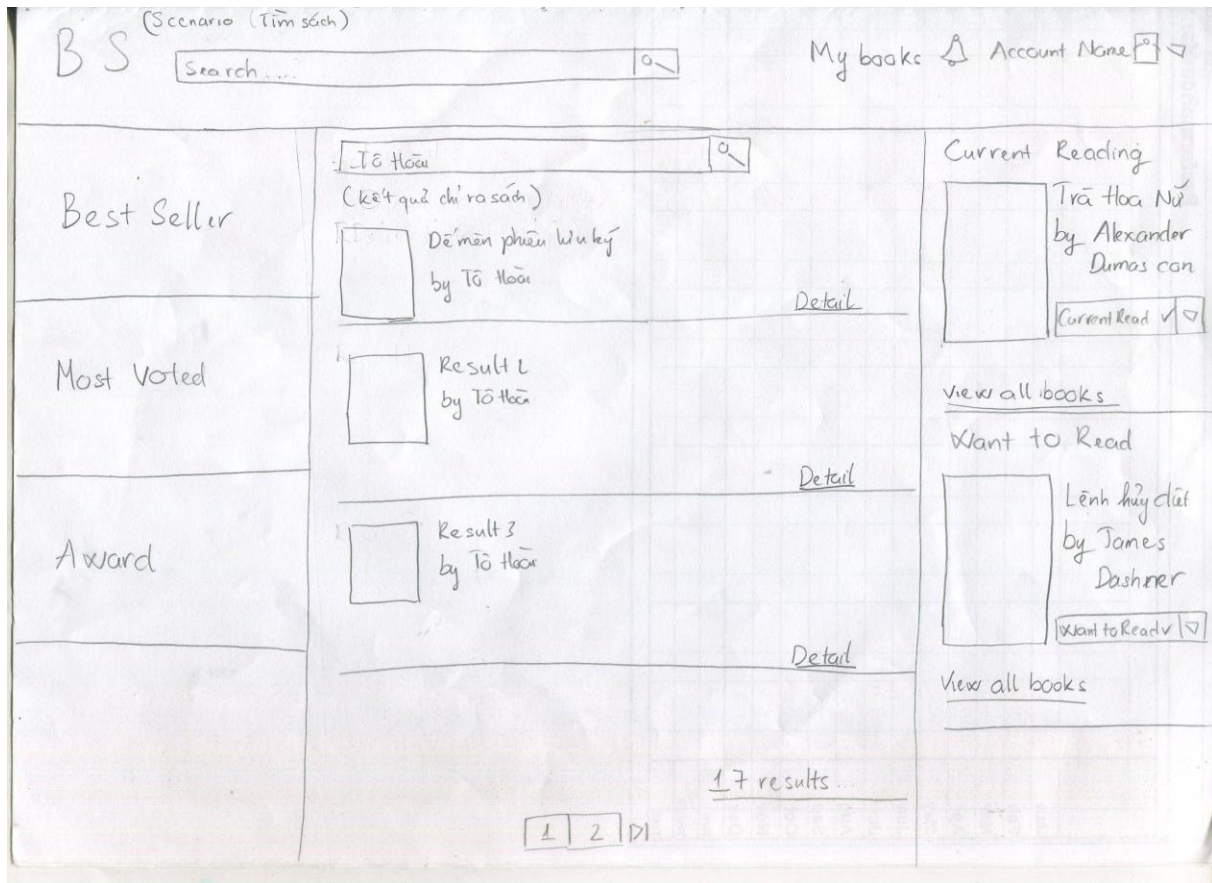 (Scenario (Tìm sách)
BS
Search....
My books
Account Name
Best Seller
Most Voted
Award
Tô Hoài
(kết quả chỉ ra sách)
Dế mèn phiêu lưu ký
by Tô Hoài
Detail
Result 2
by Tô Hoài
Detail
Result 3
by Tô Hoài
Detail
17 results...
1 2
Current Reading
Trà Hoa Nữ
by Alexander
Dumas con
Current Read
View all books
Want to Read
Lệnh hủy diệt
by James
Dashner
Want to Read
View all books